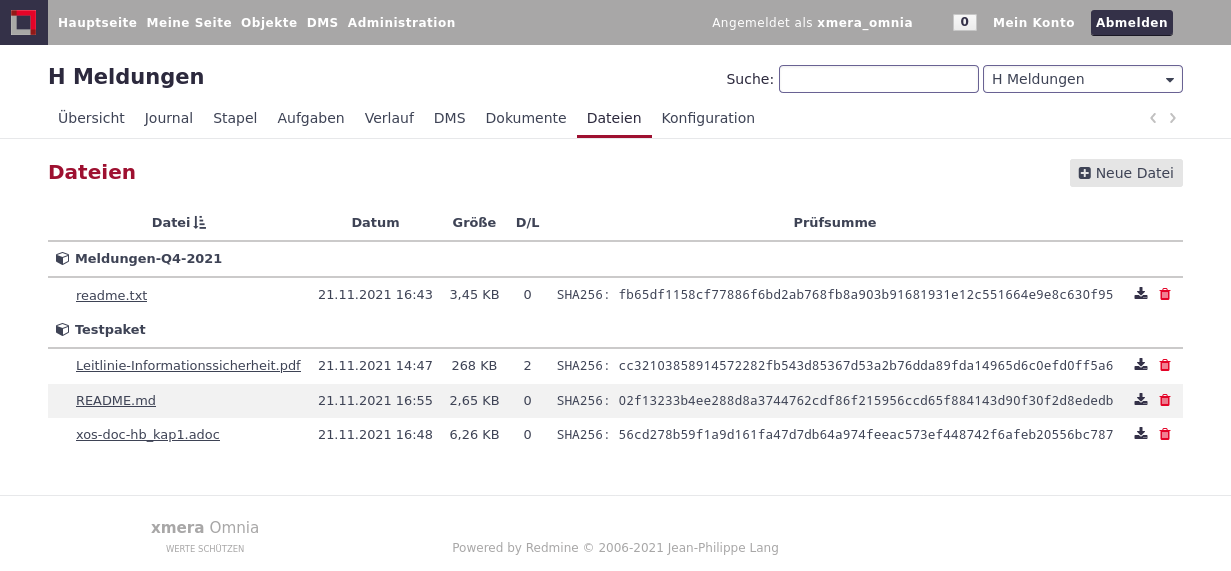 Hauptseite Meine Seite Objekte DMS Administration Angemeldet als xmera_omnia 0 Mein Konto Abmelden
H Meldungen Suche: H Meldungen
Übersicht Journal Stapel Aufgaben Verlauf DMS Dokumente Dateien Konfiguration
Dateien Neue Datei
Datei Datum Größe D/L Prüfsumme
Meldungen-Q4-2021
readme.txt 21.11.2021 16:43 3,45 KB 0 SHA256: fb65df1158cf77886f6bd2ab768fb8a903b91681931e12c551664e9e8c630f95
Testpaket
Leitlinie-Informationssicherheit.pdf 21.11.2021 14:47 268 KB 2 SHA256: cc32103858914572282fb543d85367d53a2b76dda89fda14965d6c0efd0ff5a6
README.md 21.11.2021 16:55 2,65 KB 0 SHA256: 02f13233b4ee288d8a3744762cdf86f215956ccd65f884143d90f30f2d8ededb
xos-doc-hb_kap1.adoc 21.11.2021 16:48 6,26 KB 0 SHA256: 56cd278b59f1a9d161fa47d7db64a974feeac573ef448742f6afeb20556bc787
xmera Omnia
WERTE SCHÜTZEN
Powered by Redmine © 2006-2021 Jean-Philippe Lang